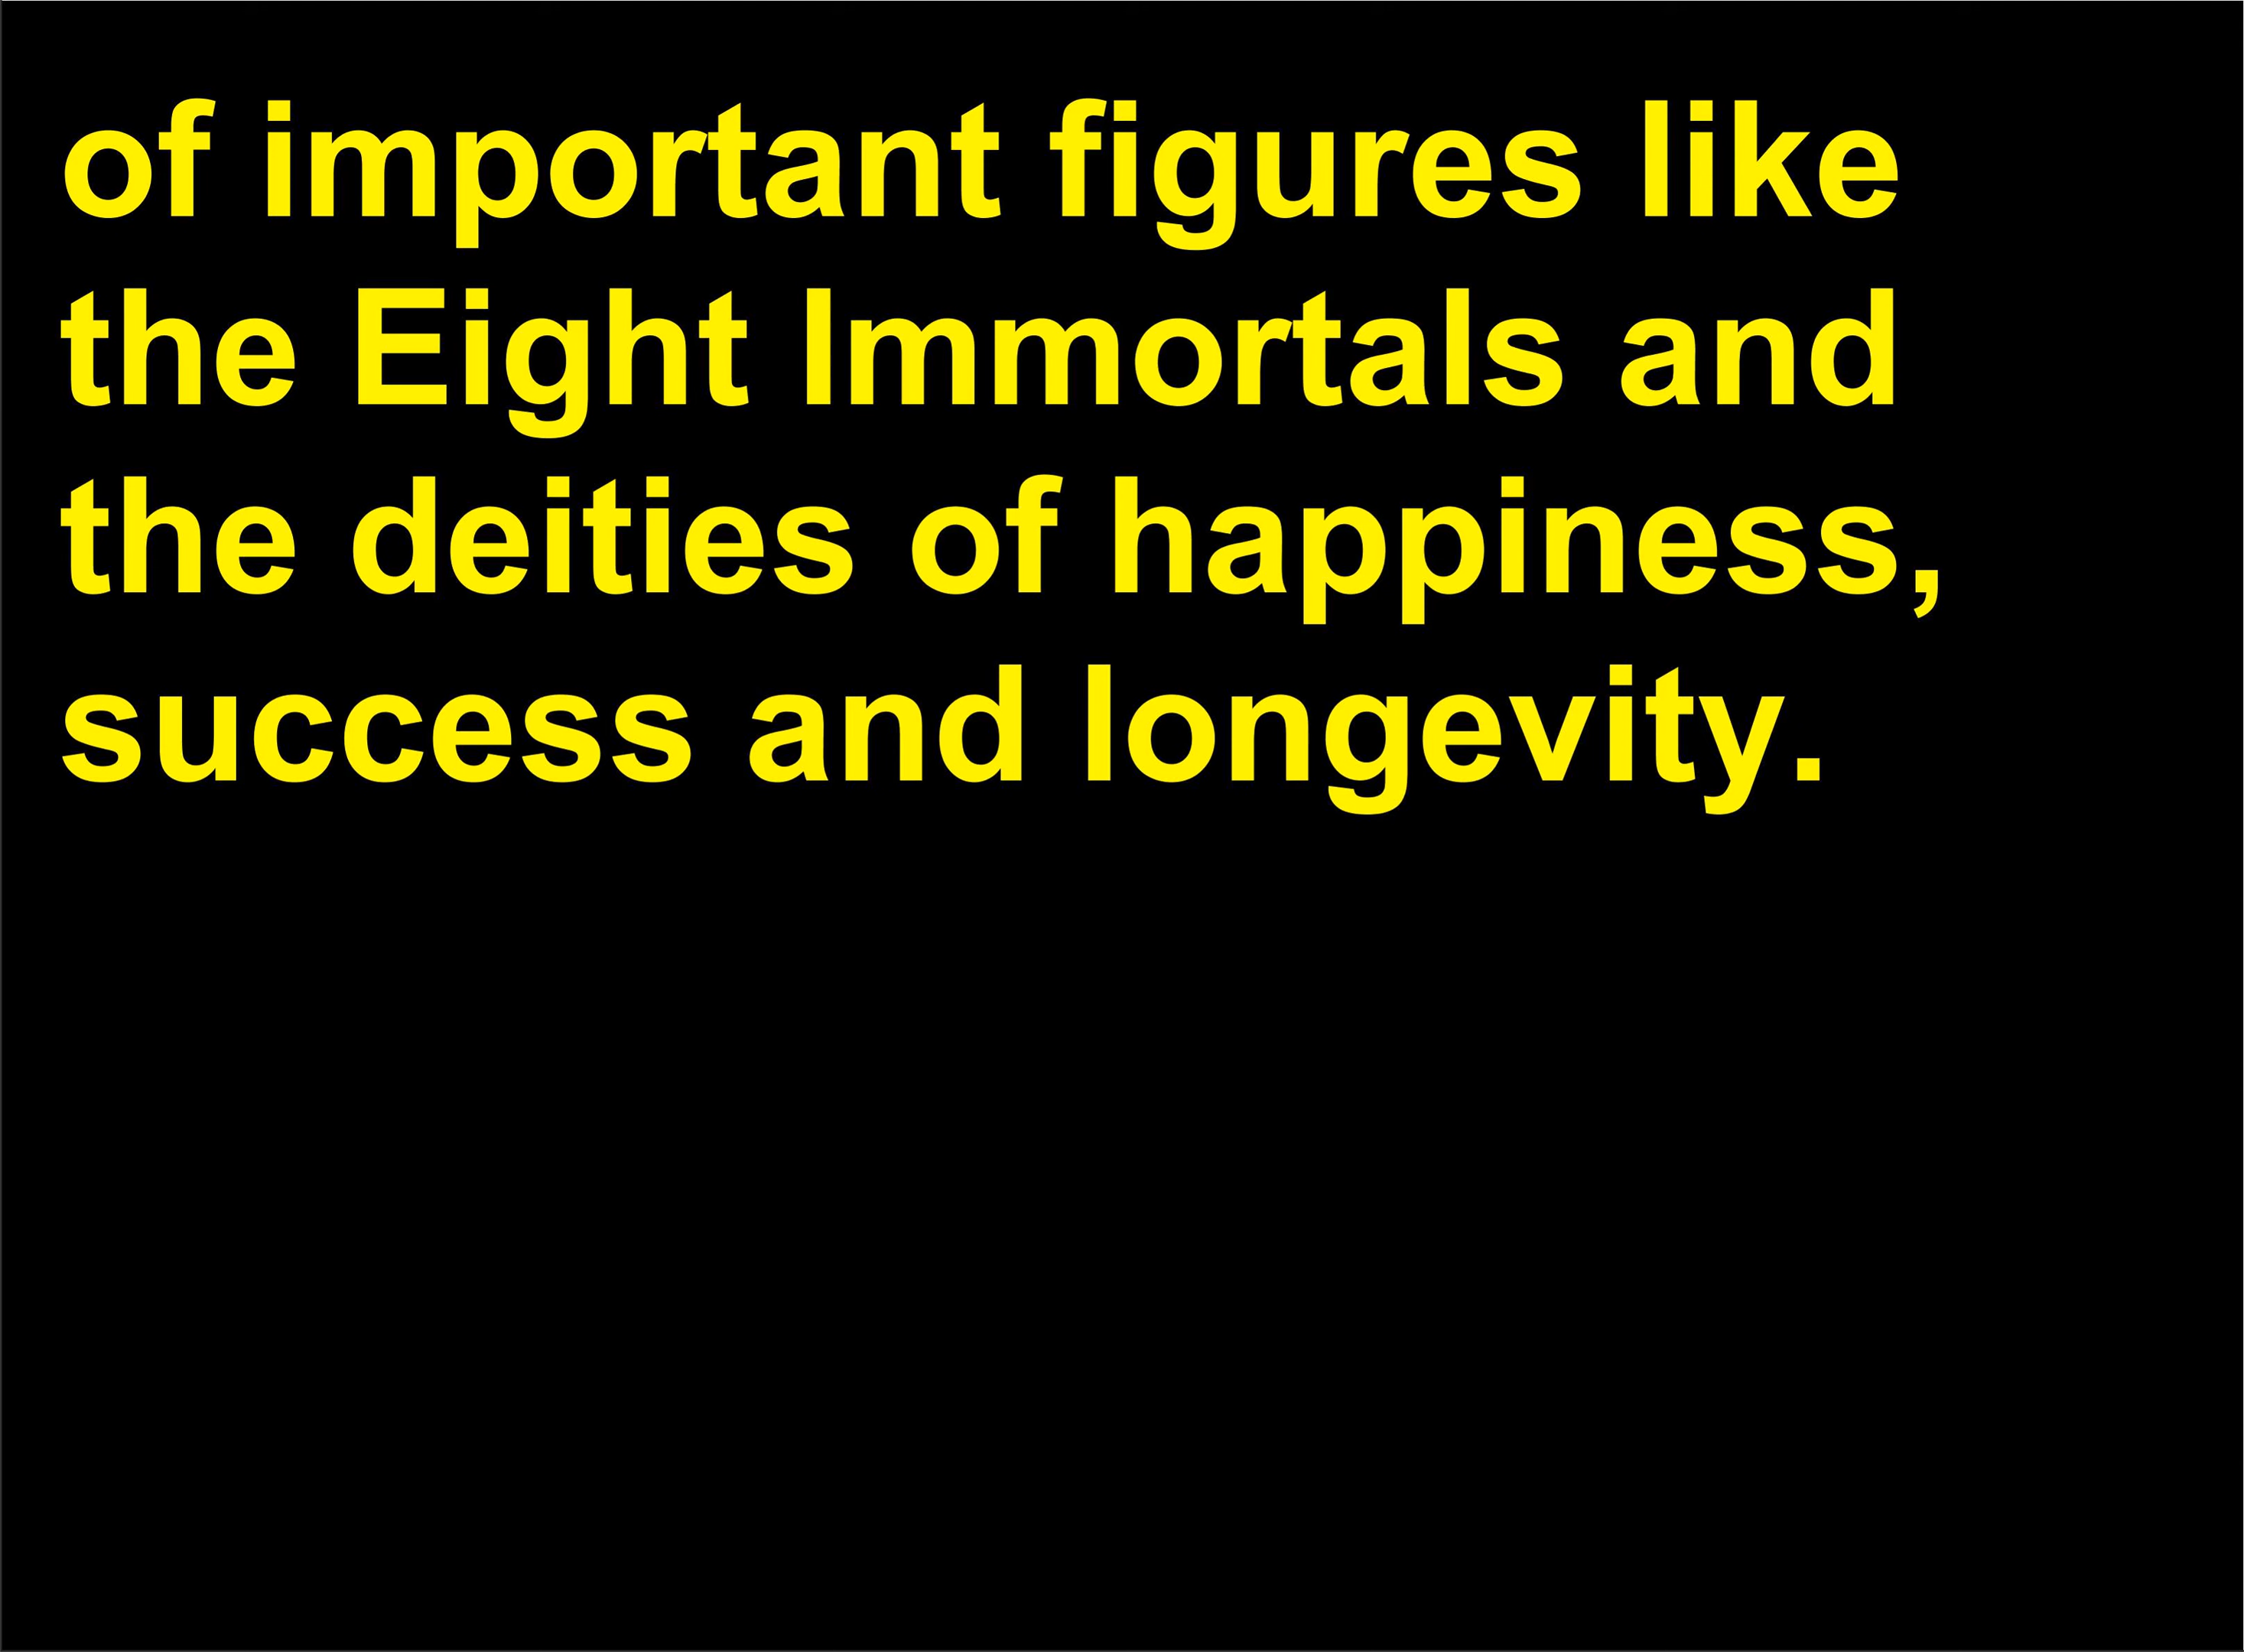 of important figures like
the Eight Immortals and
the deities of happiness,
success and longevity.